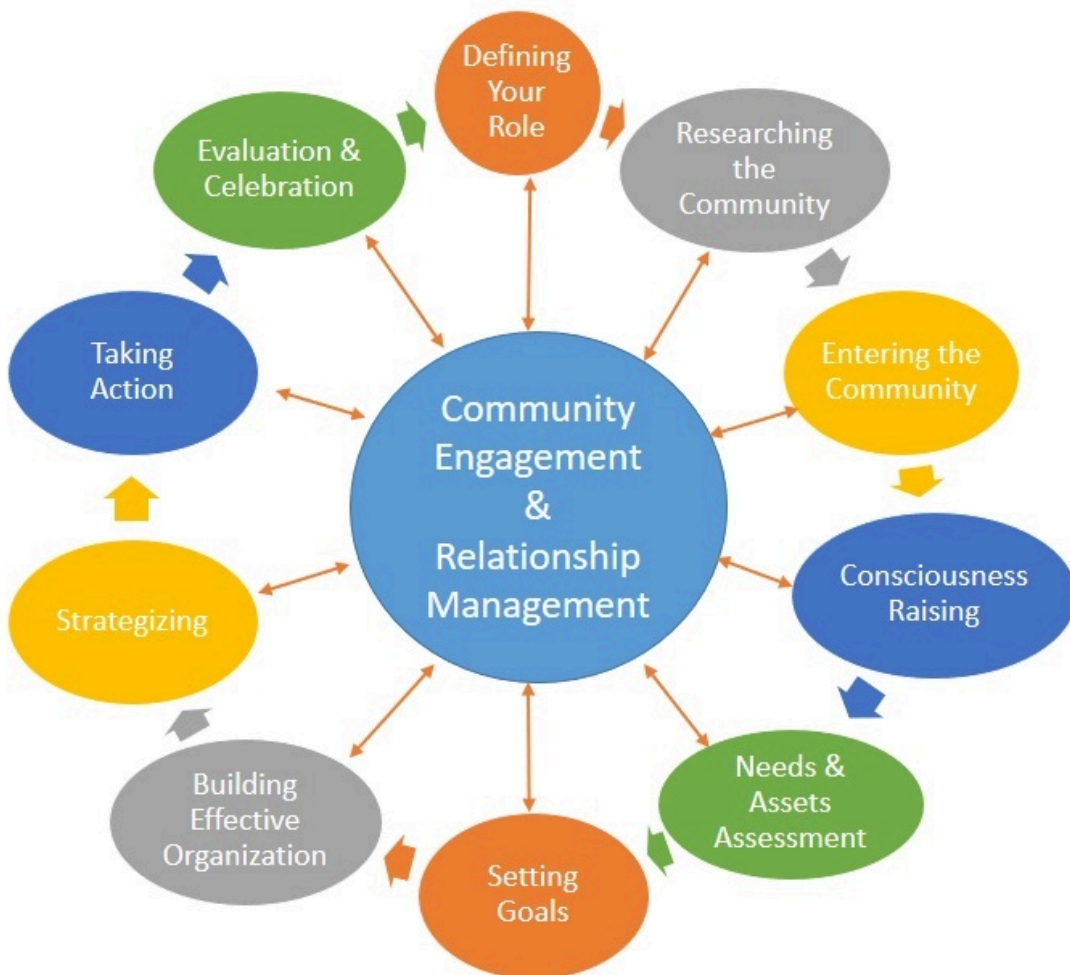 Defining
Your
Role
Researching
the
Community
Entering the
Community
Consciousness
Raising
Needs &
Assets
Assessment
Setting
Goals
Building
Effective
Organization
Strategizing
Taking
Action
Evaluation &
Celebration
Community
Engagement
&
Relationship
Management